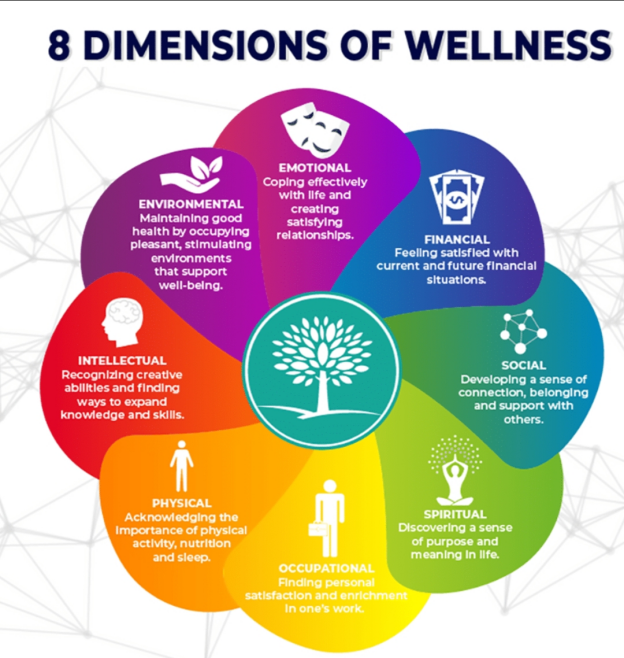 8 DIMENSIONS OF WELLNESS
EMOTIONAL
Coping effectively
with life and
creating
satisfying
relationships.
FINANCIAL
Feeling satisfied with
current and future financial
situations.
SOCIAL
Developing a sense of
connection, belonging
and support with
others.
SPIRITUAL
Discovering a sense
of purpose and
meaning in life.
OCCUPATIONAL
Finding personal
satisfaction and enrichment
in one's work.
PHYSICAL
Acknowledging the
importance of physical
activity, nutrition
and sleep.
INTELLECTUAL
Recognizing creative
abilities and finding
ways to expand
knowledge and skills.
ENVIRONMENTAL
Maintaining good
health by occupying
pleasant, stimulating
environments
that support
well-being.